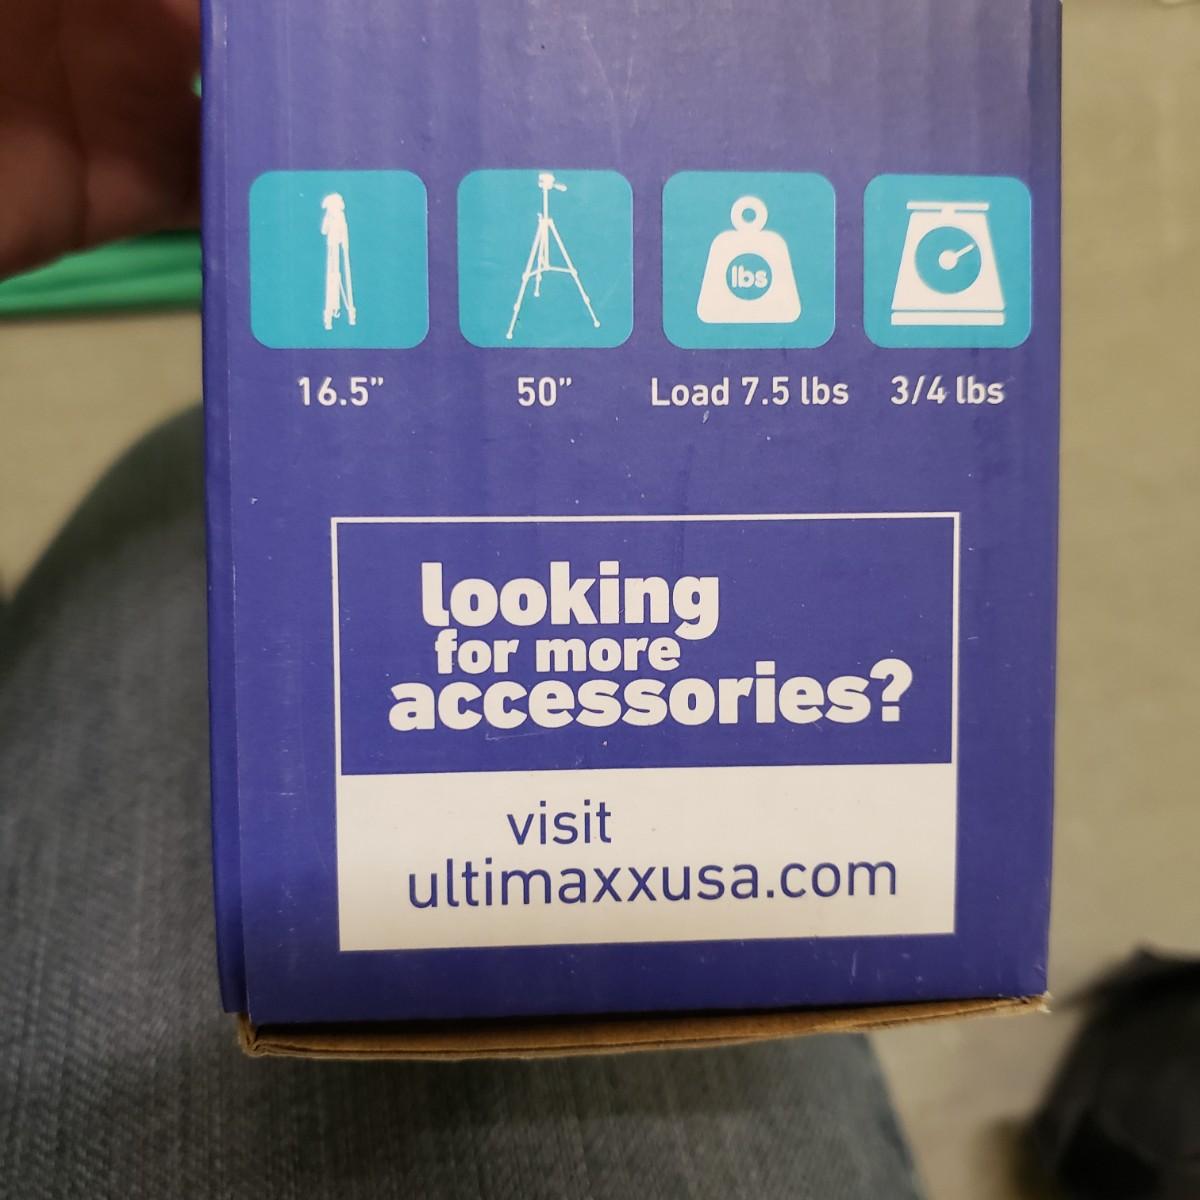 lbs
16.5” 50” Load 7.5 lbs 3/4 lbs
looking
for more
accessories?
visit
ultimaxxusa.com